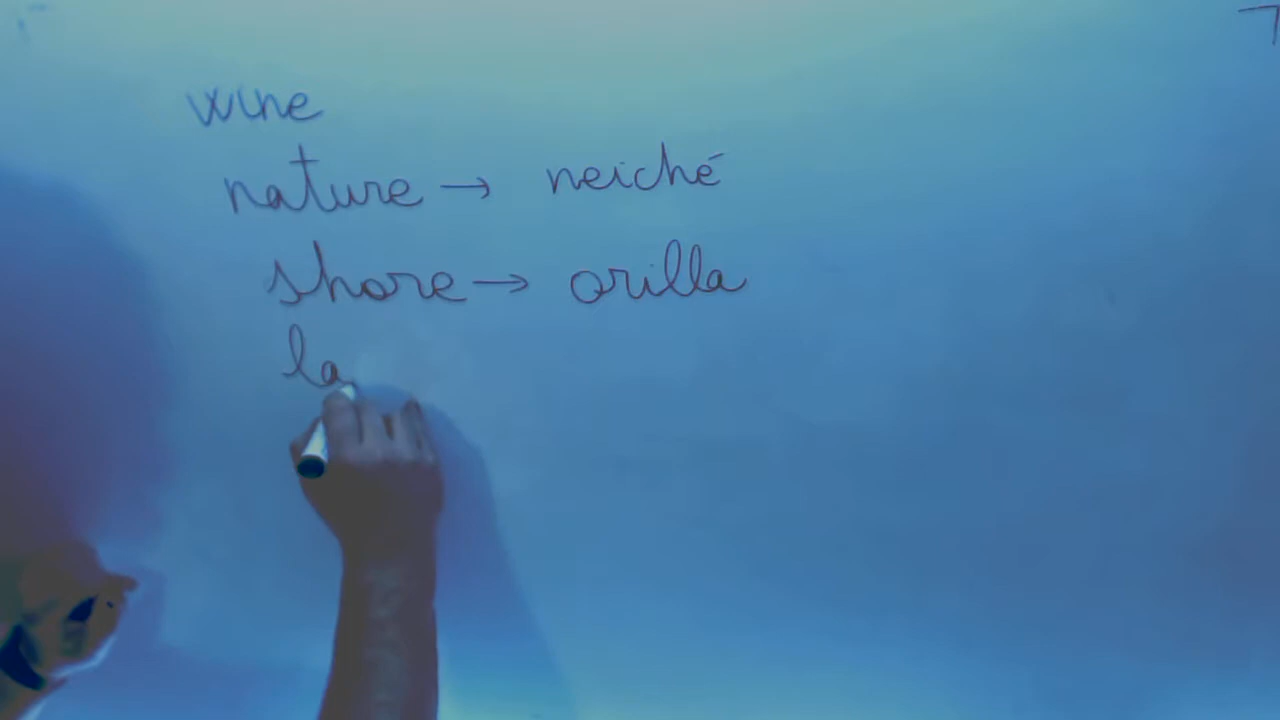 wine
nature → neiché
shore → orilla
la